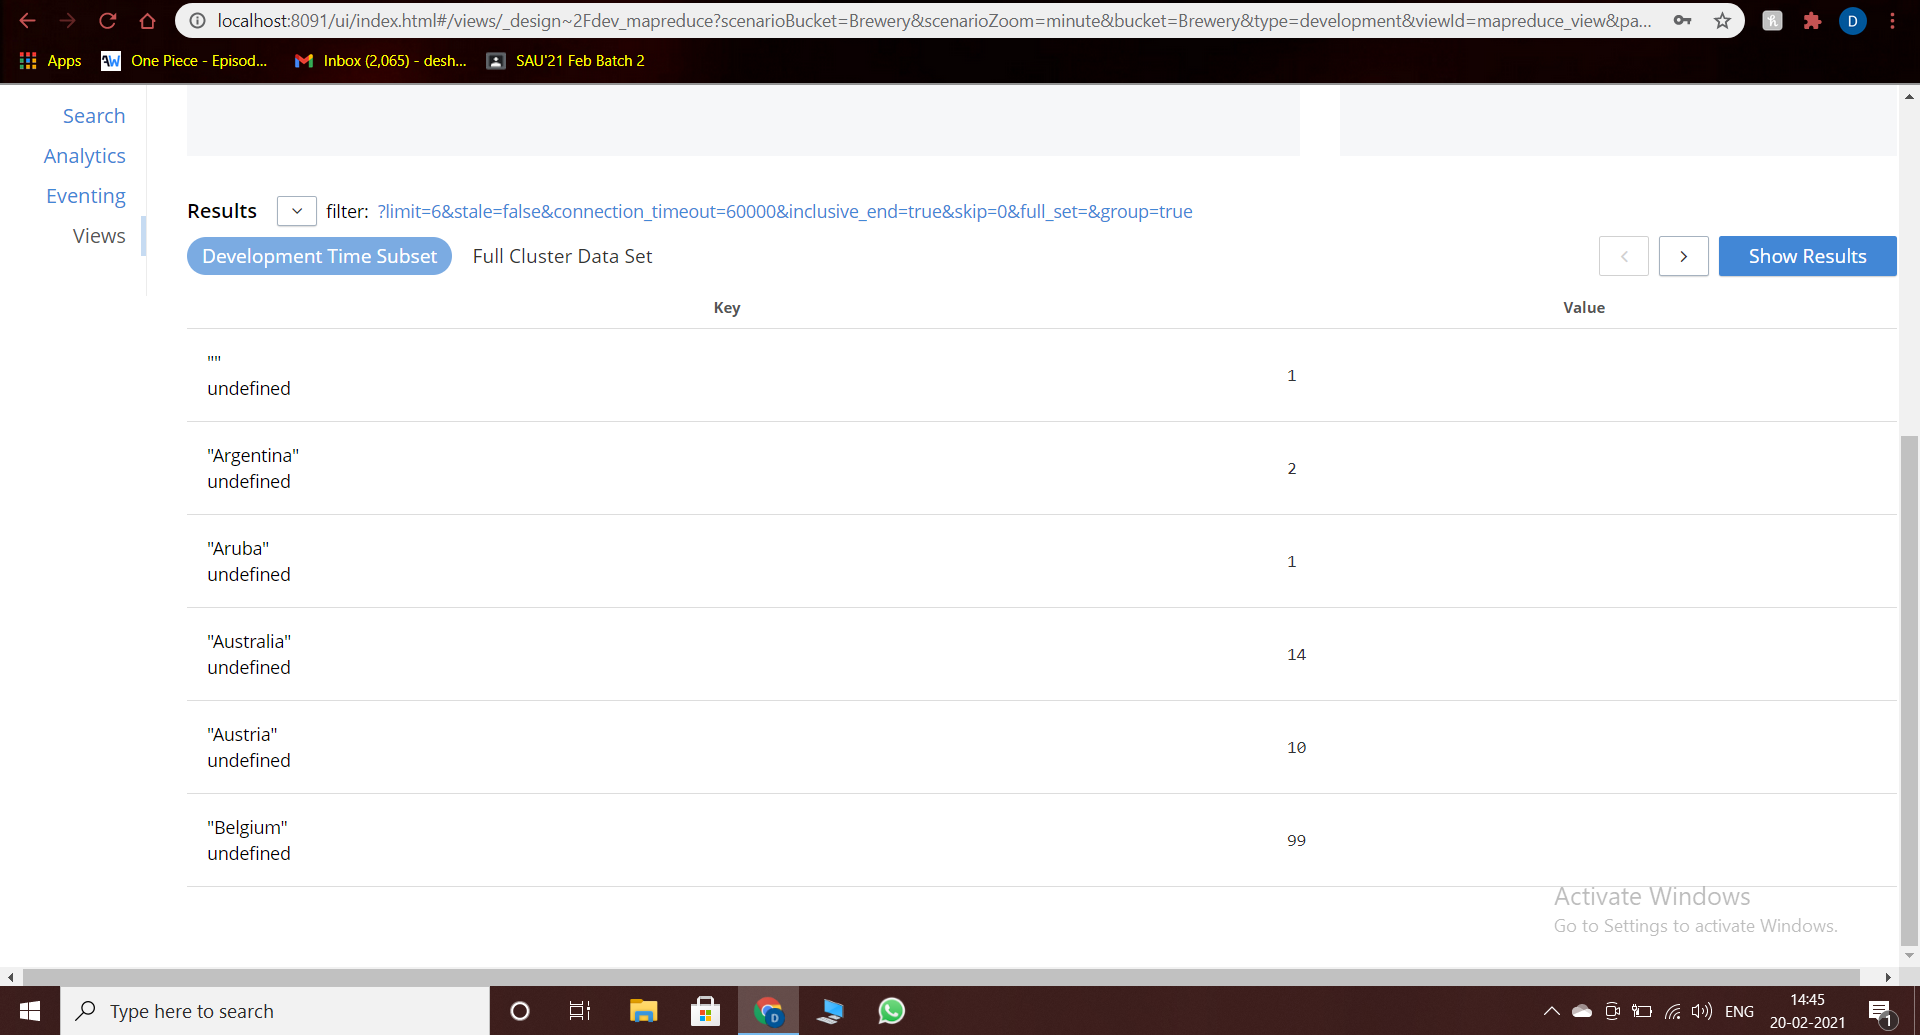 localhost:8091/ui/index.html#/views/_design~2Fdev_mapreduce?scenarioBucket=Brewery&scenarioZoom=minute&bucket=Brewery&type=development&viewId=mapreduce_view&pa...
D
Apps One Piece - Episod... Inbox (2,065) - desh... SAU'21 Feb Batch 2
Search
Analytics
Eventing
Views
Results filter: ?limit=6&stale=false&connection_timeout=60000&inclusive_end=true&skip=0&full_set=&group=true
Development Time Subset Full Cluster Data Set < > Show Results
Key Value
""
undefined
1
"Argentina"
undefined
2
"Aruba"
undefined
1
"Australia"
undefined
14
"Austria"
undefined
10
"Belgium"
undefined
99
Activate Windows
Go to Settings to activate Windows.
Type here to search
D
ENG
14:45
20-02-2021
1